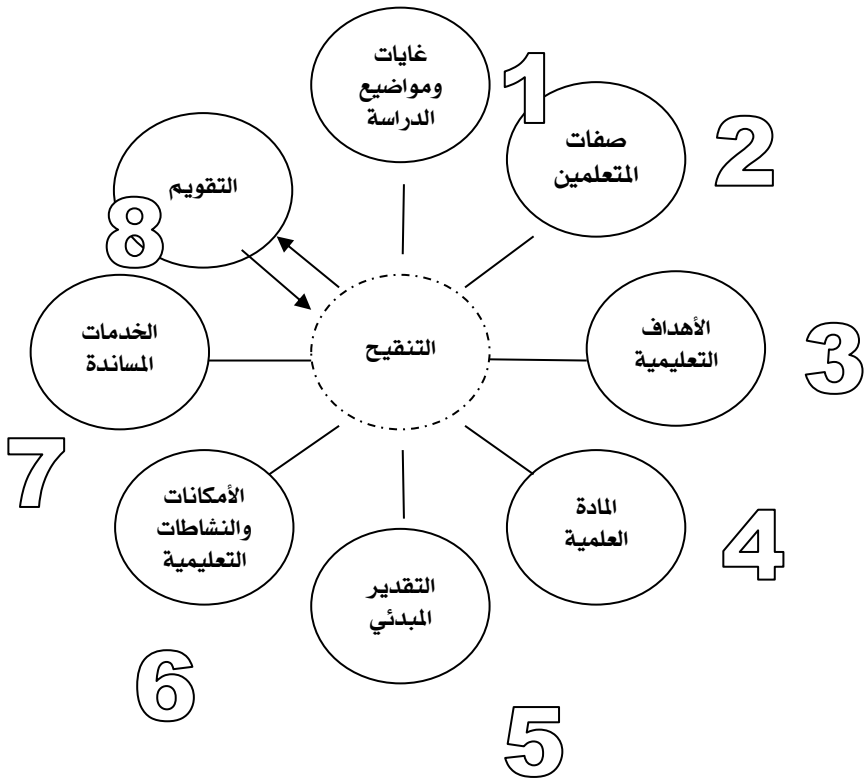 غايات
ومواضيع
الدراسة
1
صفات
المتعلمين
2
الأهداف
التعليمية
3
المادة
العلمية
4
التقدير
المبدئي
5
الأمكانات
والنشاطات
التعليمية
6
الخدمات
المساندة
7
التقويم
8
التنقيح